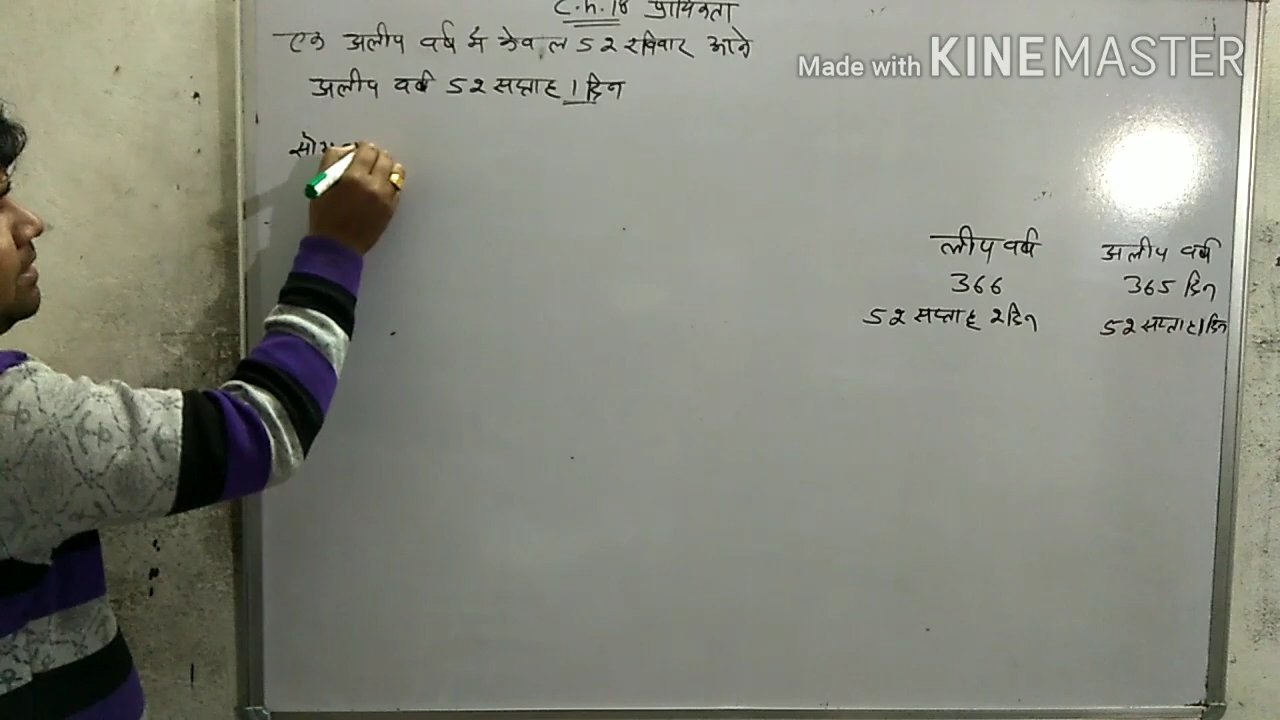 Ch. 18 प्रायिकता
एक अलीप वर्ष में केवल 52 रविवार आने
अलीप वर्ष 52 सप्ताह 1 दिन
सोम
लीप वर्ष
366
52 सप्ताह 2 दिन
अलीप वर्ष
365 दिन
52 सप्ताह 1 दिन
Made with KINEMASTER